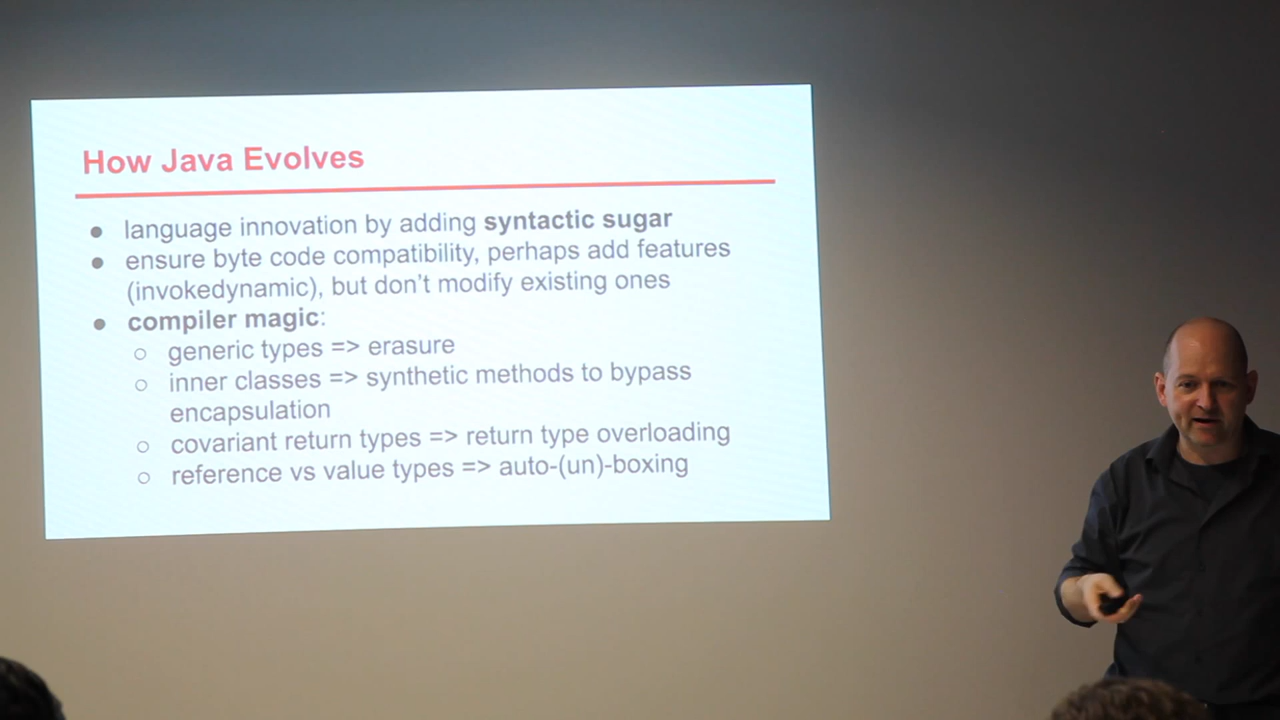 How Java Evolves
● language innovation by adding syntactic sugar
● ensure byte code compatibility, perhaps add features
(invokedynamic), but don't modify existing ones
● compiler magic:
○ generic types => erasure
○ inner classes => synthetic methods to bypass
encapsulation
○ covariant return types => return type overloading
○ reference vs value types => auto-(un)-boxing